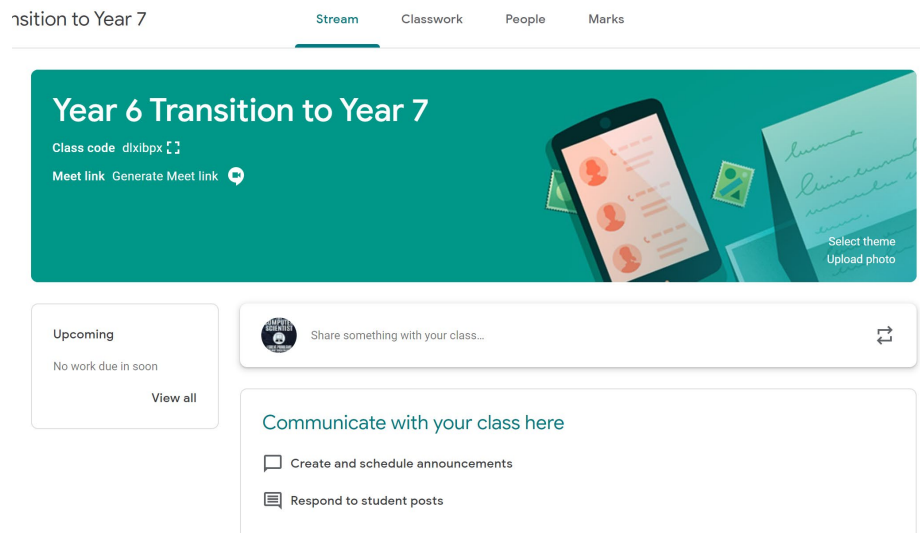 nsition to Year 7
Stream Classwork People Marks
Year 6 Transition to Year 7
Class code dlxibpx
Meet link Generate Meet link
Select theme
Upload photo
Upcoming
No work due in soon
View all
COMPUTER
SCIENTIST
Share something with your class...
Communicate with your class here
Create and schedule announcements
Respond to student posts